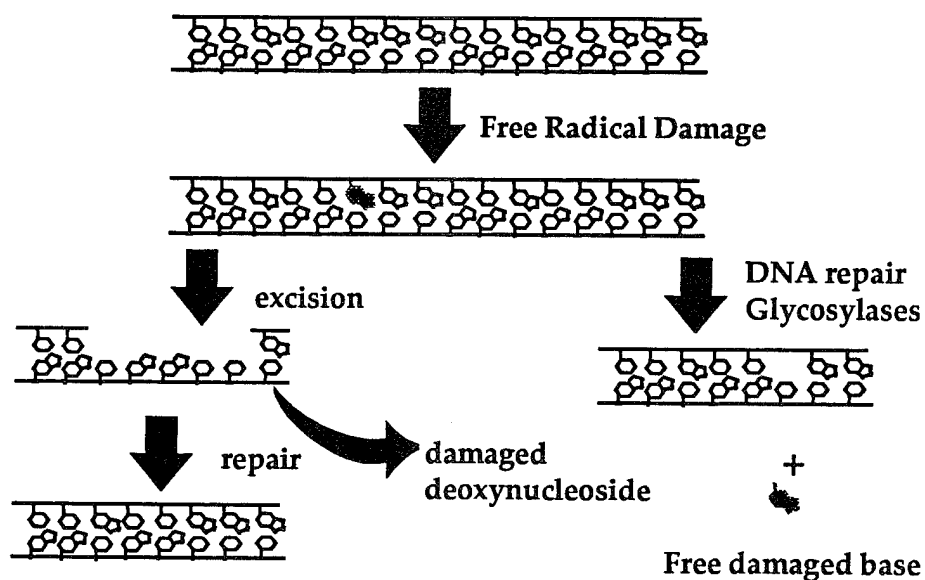 Free Radical Damage
excision
DNA repair
Glycosylases
repair
damaged
deoxynucleoside
+
Free damaged base